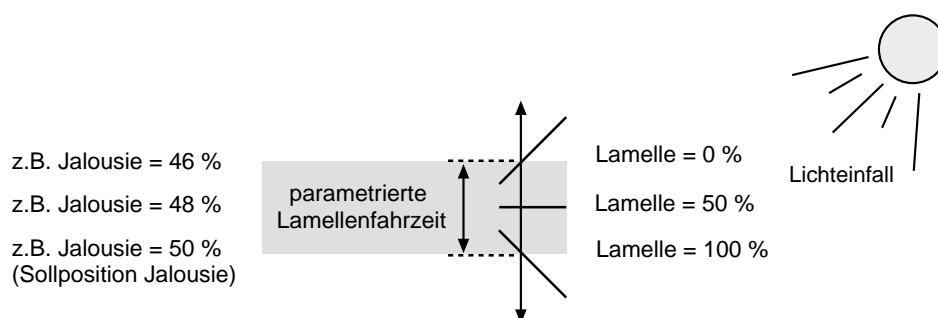 z.B. Jalousie = 46 %
z.B. Jalousie = 48 %
z.B. Jalousie = 50 %
(Sollposition Jalousie)
parametrierte
Lamellenfahrzeit
Lamelle = 0 %
Lamelle = 50 %
Lamelle = 100 %
Lichteinfall